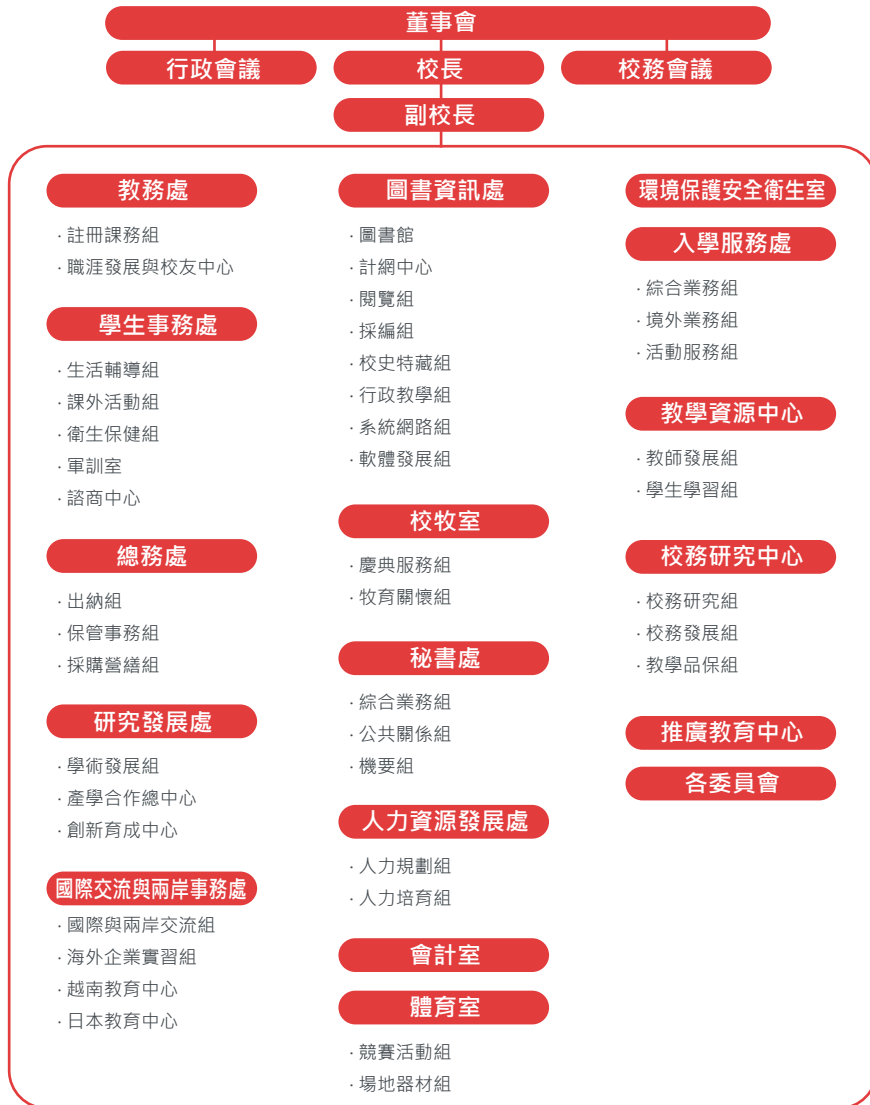 董事會
行政會議
校長
校務會議
副校長
教務處
· 註冊課務組
· 職涯發展與校友中心
學生事務處
· 生活輔導組
· 課外活動組
· 衛生保健組
· 軍訓室
· 諮商中心
總務處
· 出納組
· 保管事務組
· 採購營繕組
研究發展處
· 學術發展組
· 產學合作總中心
· 創新育成中心
國際交流與兩岸事務處
· 國際與兩岸交流組
· 海外企業實習組
· 越南教育中心
· 日本教育中心
圖書資訊處
· 圖書館
· 計網中心
· 閱覽組
· 採編組
· 校史特藏組
· 行政教學組
· 系統網路組
· 軟體發展組
校牧室
· 慶典服務組
· 牧育關懷組
秘書處
· 綜合業務組
· 公共關係組
· 機要組
人力資源發展處
· 人力規劃組
· 人力培育組
會計室
體育室
· 競賽活動組
· 場地器材組
環境保護安全衛生室
入學服務處
· 綜合業務組
· 境外業務組
· 活動服務組
教學資源中心
· 教師發展組
· 學生學習組
校務研究中心
· 校務研究組
· 校務發展組
· 教學品保組
推廣教育中心
各委員會